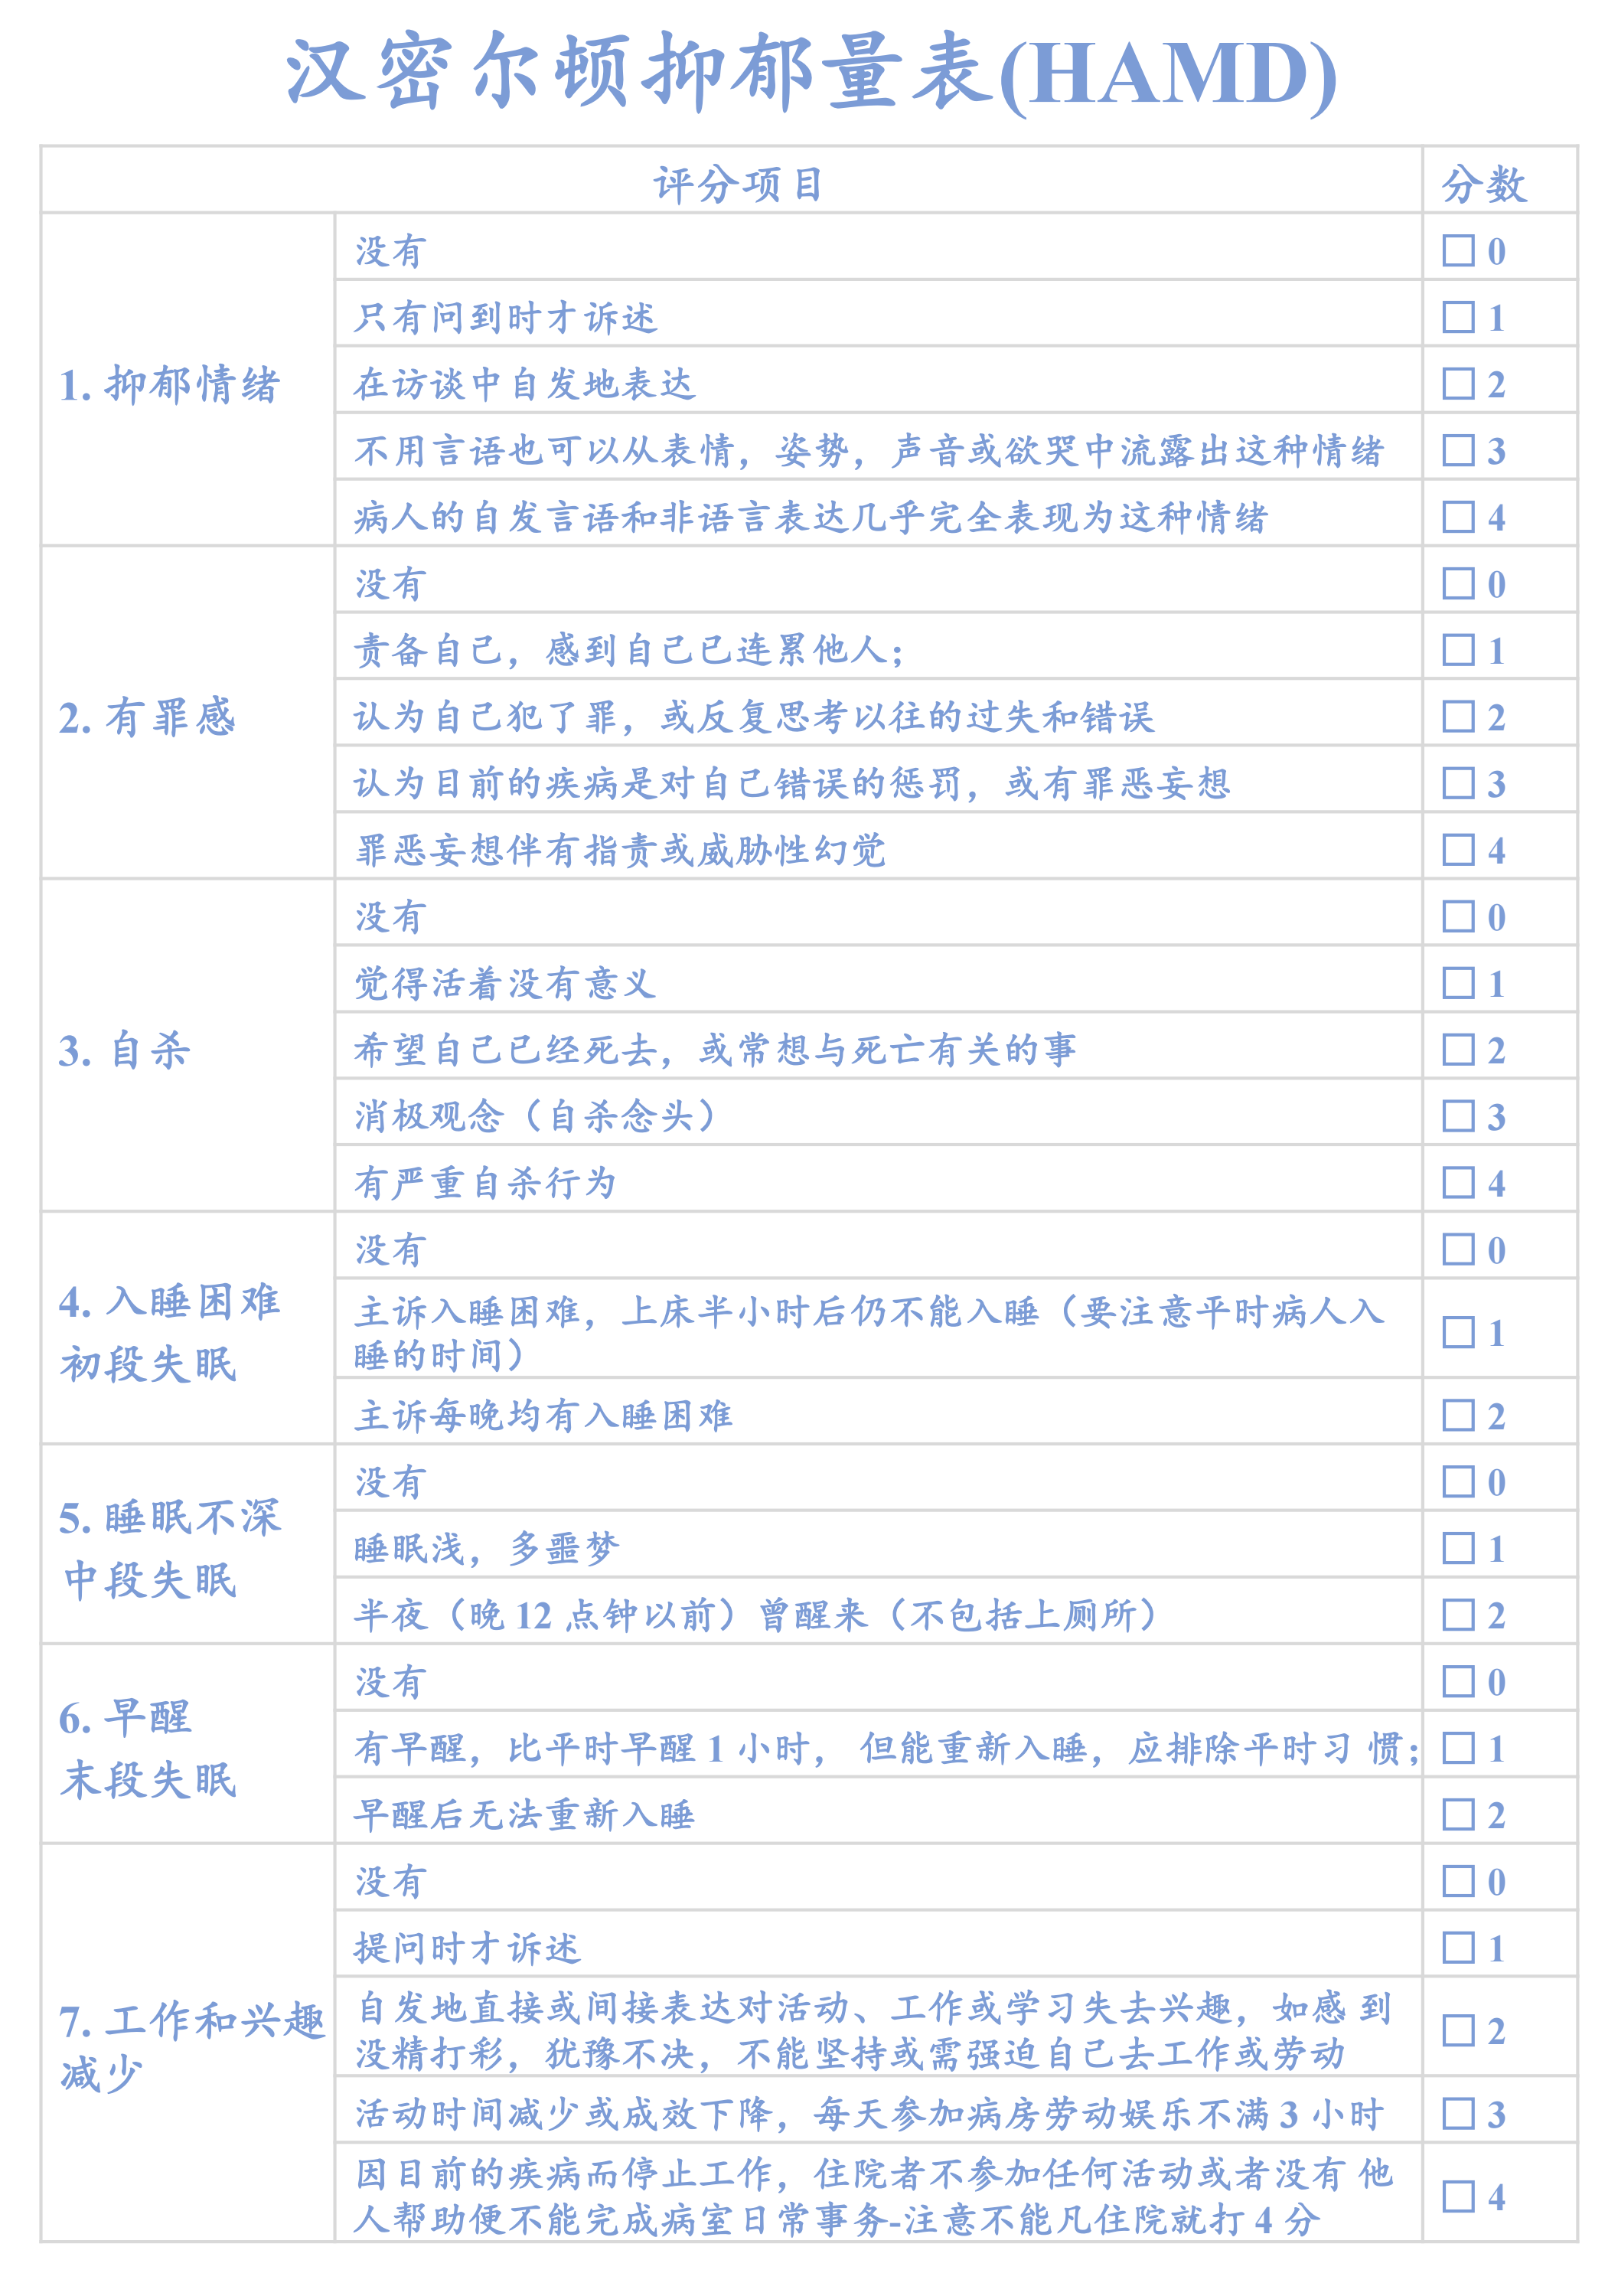 汉密尔顿抑郁量表(HAMD)
评分项目 分数
1. 抑郁情绪
没有 □ 0
只有问到时才诉述 □ 1
在访谈中自发地表达 □ 2
不用言语也可以从表情，姿势，声音或欲哭中流露出这种情绪 □ 3
病人的自发言语和非语言表达几乎完全表现为这种情绪 □ 4
2. 有罪感
没有 □ 0
责备自己，感到自己已连累他人； □ 1
认为自己犯了罪，或反复思考以往的过失和错误 □ 2
认为目前的疾病是对自己错误的惩罚，或有罪恶妄想 □ 3
罪恶妄想伴有指责或威胁性幻觉 □ 4
3. 自杀
没有 □ 0
觉得活着没有意义 □ 1
希望自己已经死去，或常想与死亡有关的事 □ 2
消极观念（自杀念头） □ 3
有严重自杀行为 □ 4
4. 入睡困难
初段失眠
没有 □ 0
主诉入睡困难，上床半小时后仍不能入睡（要注意平时病人入
睡的时间） □ 1
主诉每晚均有入睡困难 □ 2
5. 睡眠不深
中段失眠
没有 □ 0
睡眠浅，多噩梦 □ 1
半夜（晚 12 点钟以前）曾醒来（不包括上厕所） □ 2
6. 早醒
末段失眠
没有 □ 0
有早醒，比平时早醒 1 小时， 但能重新入睡，应排除平时习 惯； □ 1
早醒后无法重新入睡 □ 2
7. 工作和兴趣
减少
没有 □ 0
提问时才诉述 □ 1
自发地直接或间接表达对活动、工作或学习失去兴趣，如感 到
没精打彩，犹豫不决，不能坚持或需强迫自己去工作或劳动 □ 2
活动时间减少或成效下降，每天参加病房劳动娱乐不满 3 小时 □ 3
因目前的疾病而停止工作，住院者不参加任何活动或者没有 他
人帮助便不能完成病室日常事务-注意不能凡住院就打 4 分 □ 4